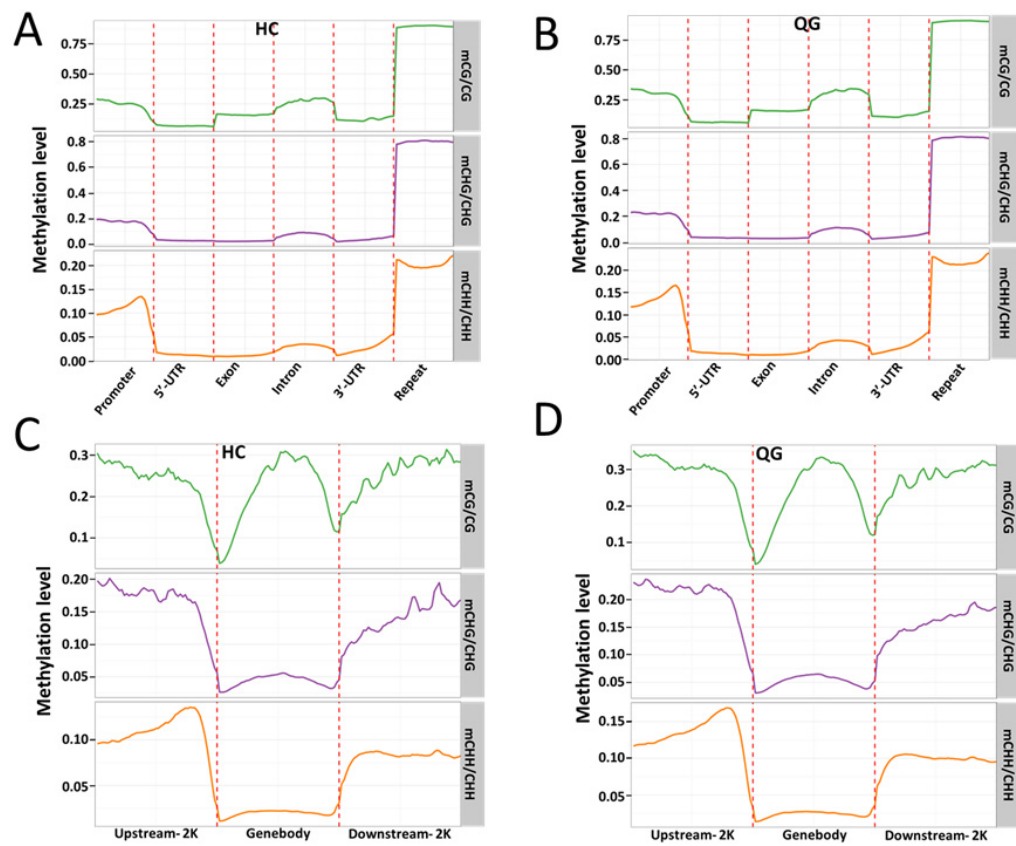 A
HC
Methylation level
0.75
0.50
0.25
mCG/CG
0.8
0.6
0.4
0.2
0.0
mCHG/CHG
0.20
0.15
0.10
0.05
0.00
mCHH/CHH
Promoter
5'-UTR
Exon
Intron
3'-UTR
Repeat
B
QG
Methylation level
0.75
0.50
0.25
mCG/CG
0.8
0.6
0.4
0.2
0.0
mCHG/CHG
0.20
0.15
0.10
0.05
0.00
mCHH/CHH
Promoter
5'-UTR
Exon
Intron
3'-UTR
Repeat
C
HC
Methylation level
0.3
0.2
0.1
mCG/CG
0.20
0.15
0.10
0.05
mCHG/CHG
0.10
0.05
mCHH/CHH
Upstream- 2K Genebody Downstream- 2K
D
QG
Methylation level
0.3
0.2
0.1
mCG/CG
0.20
0.15
0.10
0.05
mCHG/CHG
0.15
0.10
0.05
mCHH/CHH
Upstream- 2K Genebody Downstream- 2K